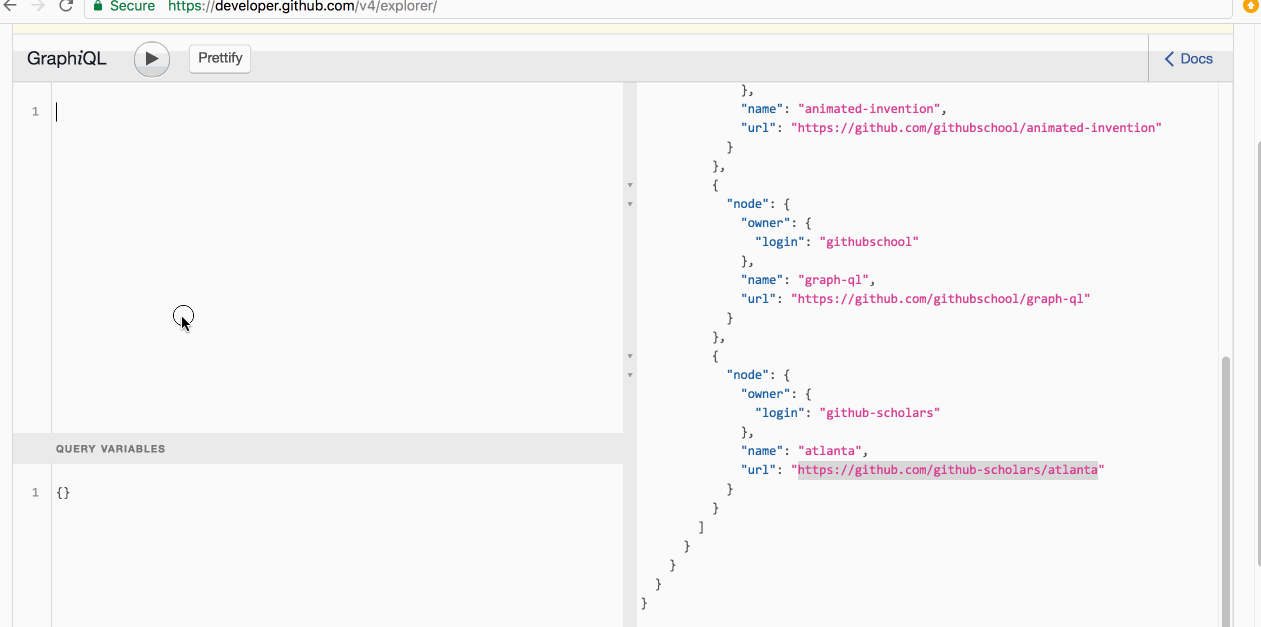 Secure https://developer.github.com/v4/explorer/
GraphiQL
Prettify
Docs
1
QUERY VARIABLES
1 {}
},
"name": "animated-invention",
"url": "https://github.com/githubschool/animated-invention"
}
},
{
"node": {
"owner": {
"login": "githubschool"
},
"name": "graph-ql",
"url": "https://github.com/githubschool/graph-ql"
}
},
{
"node": {
"owner": {
"login": "github-scholars"
},
"name": "atlanta",
"url": "https://github.com/github-scholars/atlanta"
}
}
]
}
}
}
}